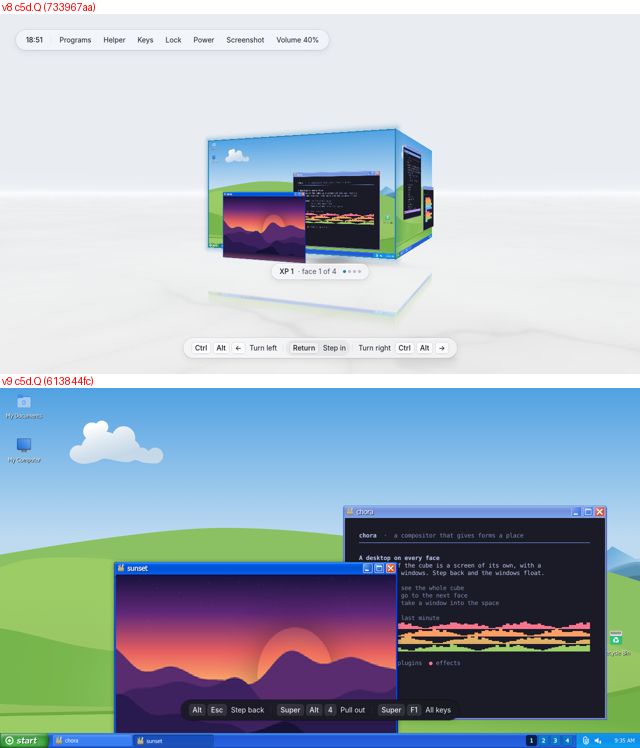 v8 c5d.Q (733967aa)
18:51 Programs Helper Keys Lock Power Screenshot Volume 40%
XP 1 · face 1 of 4
Ctrl Alt ← Turn left Return Step in Turn right Ctrl Alt →
v9 c5d.Q (613844fc)
My Documents
My Computer
chora
chora · a compositor that gives forms a place
A desktop on every face
f the cube is a screen of its own, with a
windows. Step back and the windows float.
see the whole cube
go to the next face
take a window into the space
last minute
plugins ● effects
sunset
ecycle Bin
Alt Esc Step back Super Alt 4 Pull out Super F1 All keys
start chora sunset 1 2 3 4 9:35 AM